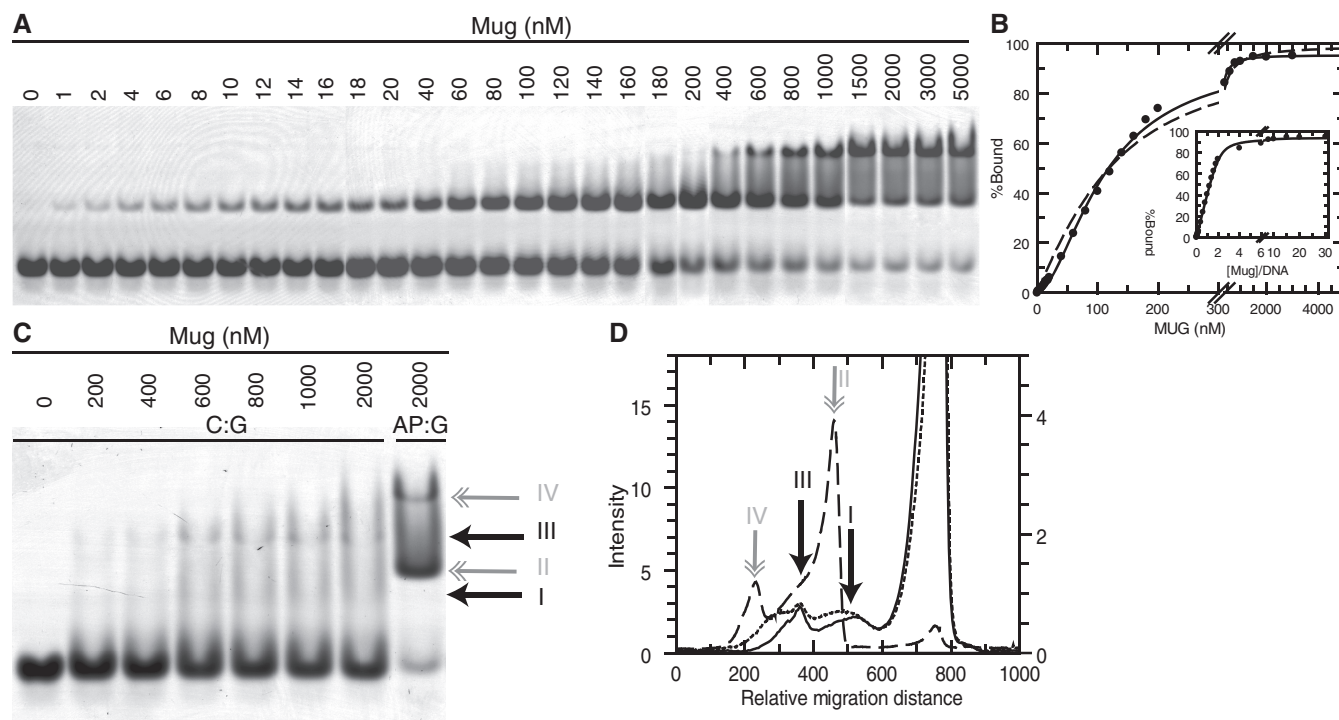 A
Mug (nM)
0 1 2 4 6 8 10 12 14 16 18 20 40 60 80 100 120 140 160 180 200 400 600 800 1000 1500 2000 3000 5000
B
100
80
60
40
20
0
%Bound
0 100 200 300 2000 4000
MUG (nM)
100
80
60
40
20
0
%Bound
0 2 4 6 10 20 30
[Mug]/DNA
C
Mug (nM)
0 200 400 600 800 1000 2000 2000
C:G AP:G
IV
III
II
I
D
15
10
5
0
Intensity
4
2
0
II
III
I
IV
0 200 400 600 800 1000
Relative migration distance